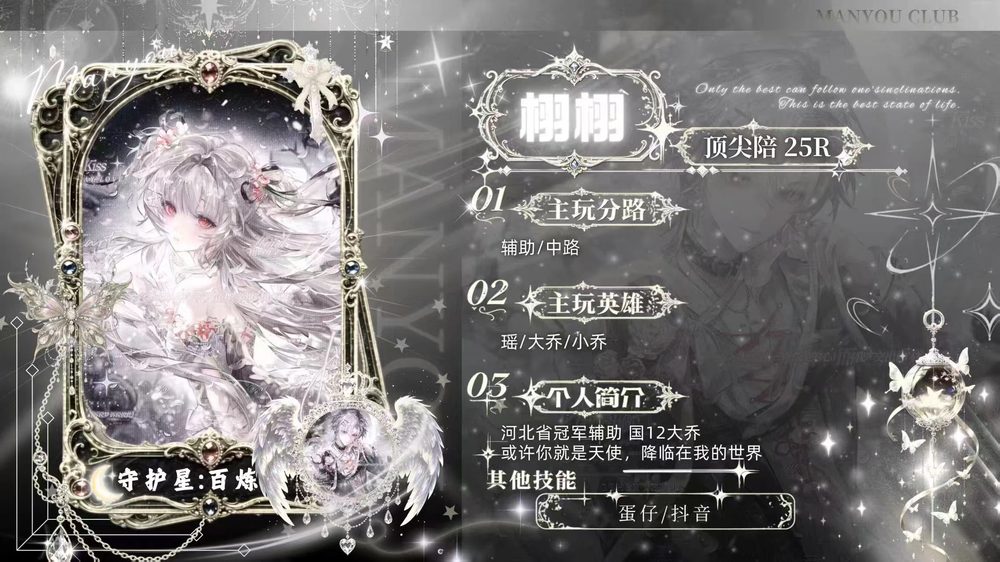 MANYOU CLUB
Manyou
Only the best can follow one'sinclinations.
This is the best state of life.
栩栩
顶尖陪 25R
Kiss
01 主玩分路
辅助/中路
02 主玩英雄
瑶/大乔/小乔
03 个人简介
河北省冠军辅助 国12大乔
或许你就是天使，降临在我的世界
其他技能
蛋仔/抖音
守护星:百炼